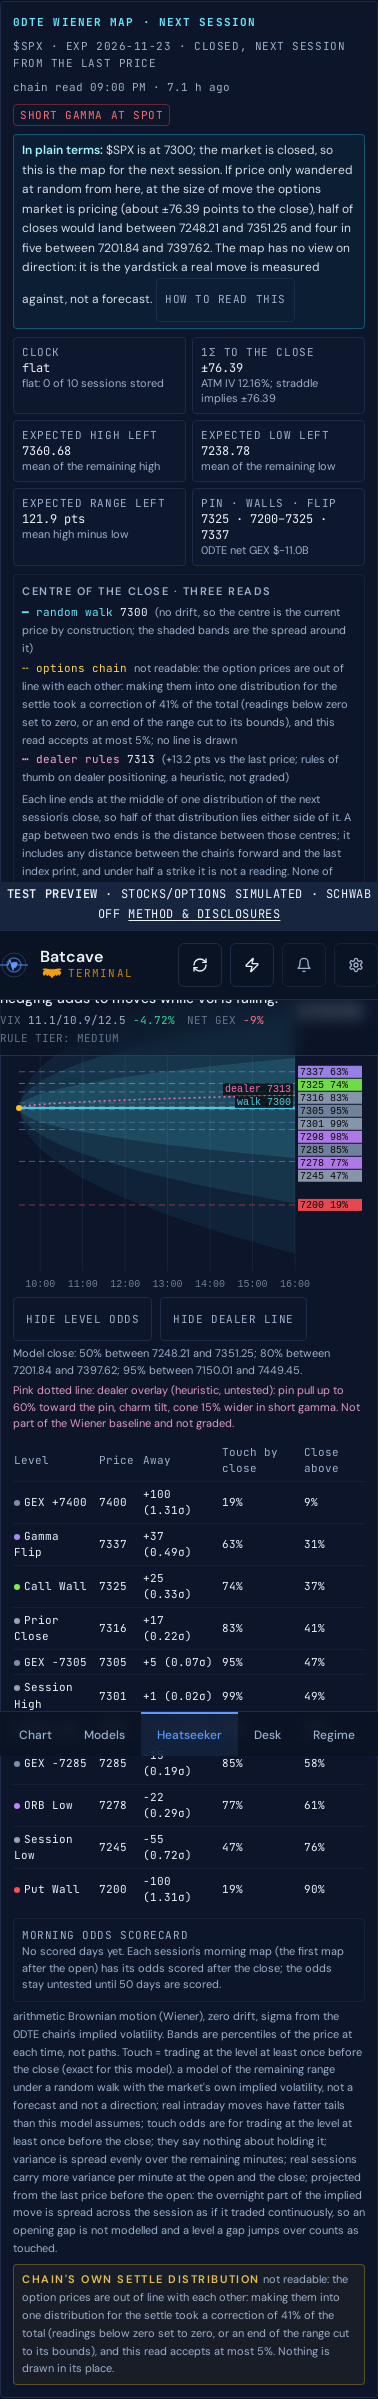 0DTE WIENER MAP · NEXT SESSION
$SPX · EXP 2026-11-23 · CLOSED, NEXT SESSION
FROM THE LAST PRICE
chain read 09:00 PM · 7.1 h ago
SHORT GAMMA AT SPOT
In plain terms: $SPX is at 7300; the market is closed, so
this is the map for the next session. If price only wandered
at random from here, at the size of move the options
market is pricing (about ±76.39 points to the close), half of
closes would land between 7248.21 and 7351.25 and four in
five between 7201.84 and 7397.62. The map has no view on
direction: it is the yardstick a real move is measured
against, not a forecast. HOW TO READ THIS
CLOCK
flat
flat: 0 of 10 sessions stored
1Σ TO THE CLOSE
±76.39
ATM IV 12.16%; straddle
implies ±76.39
EXPECTED HIGH LEFT
7360.68
mean of the remaining high
EXPECTED LOW LEFT
7238.78
mean of the remaining low
EXPECTED RANGE LEFT
121.9 pts
mean high minus low
PIN · WALLS · FLIP
7325 · 7200–7325 ·
7337
0DTE net GEX $-11.0B
CENTRE OF THE CLOSE · THREE READS
random walk 7300 (no drift, so the centre is the current
price by construction; the shaded bands are the spread around
it)
options chain not readable: the option prices are out of
line with each other: making them into one distribution for the
settle took a correction of 41% of the total (readings below zero
set to zero, or an end of the range cut to its bounds), and this
read accepts at most 5%; no line is drawn
dealer rules 7313 (+13.2 pts vs the last price; rules of
thumb on dealer positioning, a heuristic, not graded)
Each line ends at the middle of one distribution of the next
session's close, so half of that distribution lies either side of it. A
gap between two ends is the distance between those centres; it
includes any distance between the chain's forward and the last
index print, and under half a strike it is not a reading. None of
TEST PREVIEW · STOCKS/OPTIONS SIMULATED · SCHWAB
OFF METHOD & DISCLOSURES
Batcave
TERMINAL
hedging adds to moves while vol is falling.
VIX 11.1/10.9/12.5 -4.72% NET GEX -9%
RULE TIER: MEDIUM
7337 63%
dealer 7313
7325 74%
7316 83%
walk 7300
7305 95%
7301 99%
7298 98%
7285 85%
7278 77%
7245 47%
7200 19%
10:00 11:00 12:00 13:00 14:00 15:00 16:00
HIDE LEVEL ODDS
HIDE DEALER LINE
Model close: 50% between 7248.21 and 7351.25; 80% between
7201.84 and 7397.62; 95% between 7150.01 and 7449.45.
Pink dotted line: dealer overlay (heuristic, untested): pin pull up to
60% toward the pin, charm tilt, cone 15% wider in short gamma. Not
part of the Wiener baseline and not graded.
Level Price Away Touch by close Close above
GEX +7400 7400 +100 (1.31σ) 19% 9%
Gamma Flip 7337 +37 (0.49σ) 63% 31%
Call Wall 7325 +25 (0.33σ) 74% 37%
Prior Close 7316 +17 (0.22σ) 83% 41%
GEX -7305 7305 +5 (0.07σ) 95% 47%
Session High 7301 +1 (0.02σ) 99% 49%
Chart Models Heatseeker Desk Regime
GEX -7285 7285 -15 (0.19σ) 85% 58%
ORB Low 7278 -22 (0.29σ) 77% 61%
Session Low 7245 -55 (0.72σ) 47% 76%
Put Wall 7200 -100 (1.31σ) 19% 90%
MORNING ODDS SCORECARD
No scored days yet. Each session's morning map (the first map
after the open) has its odds scored after the close; the odds
stay untested until 50 days are scored.
arithmetic Brownian motion (Wiener), zero drift, sigma from the
0DTE chain's implied volatility. Bands are percentiles of the price at
each time, not paths. Touch = trading at the level at least once before
the close (exact for this model). a model of the remaining range
under a random walk with the market's own implied volatility, not a
forecast and not a direction; real intraday moves have fatter tails
than this model assumes; touch odds are for trading at the level at
least once before the close; they say nothing about holding it;
variance is spread evenly over the remaining minutes; real sessions
carry more variance per minute at the open and the close; projected
from the last price before the open: the overnight part of the implied
move is spread across the session as if it traded continuously, so an
opening gap is not modelled and a level a gap jumps over counts as
touched.
CHAIN'S OWN SETTLE DISTRIBUTION not readable: the
option prices are out of line with each other: making them into
one distribution for the settle took a correction of 41% of the
total (readings below zero set to zero, or an end of the range cut
to its bounds), and this read accepts at most 5%. Nothing is
drawn in its place.